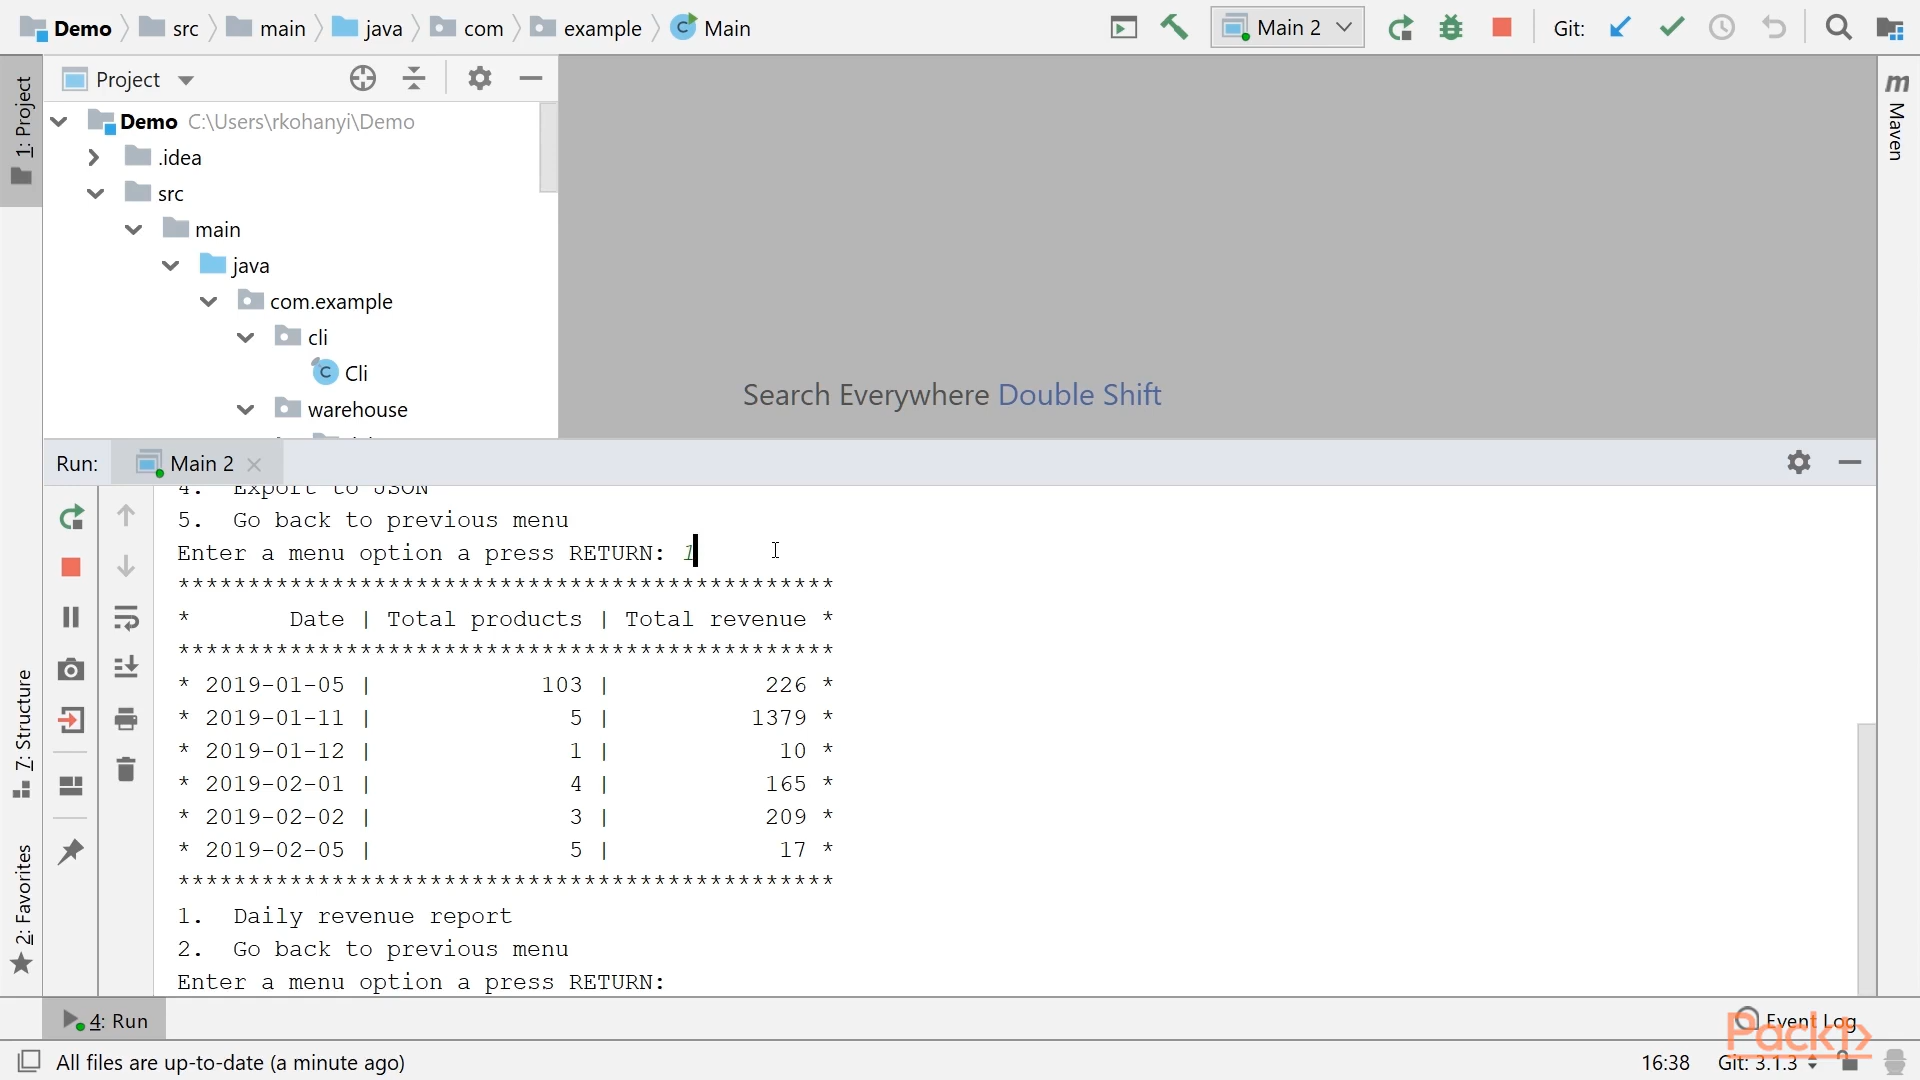 Demo src main java com example Main Main 2 Git:
1: Project
Project
Demo C:\Users\rkohanyi\Demo
.idea
src
main
java
com.example
cli
Cli
warehouse
Search Everywhere Double Shift
Maven
Run: Main 2
4. Export to JSON
5. Go back to previous menu
Enter a menu option a press RETURN: 1
***********************************************
* Date | Total products | Total revenue *
***********************************************
* 2019-01-05 | 103 | 226 *
* 2019-01-11 | 5 | 1379 *
* 2019-01-12 | 1 | 10 *
* 2019-02-01 | 4 | 165 *
* 2019-02-02 | 3 | 209 *
* 2019-02-05 | 5 | 17 *
***********************************************
1. Daily revenue report
2. Go back to previous menu
Enter a menu option a press RETURN:
7: Structure
2: Favorites
4: Run
Event Log
Packt>
All files are up-to-date (a minute ago)
16:38 Git: 3.1.3